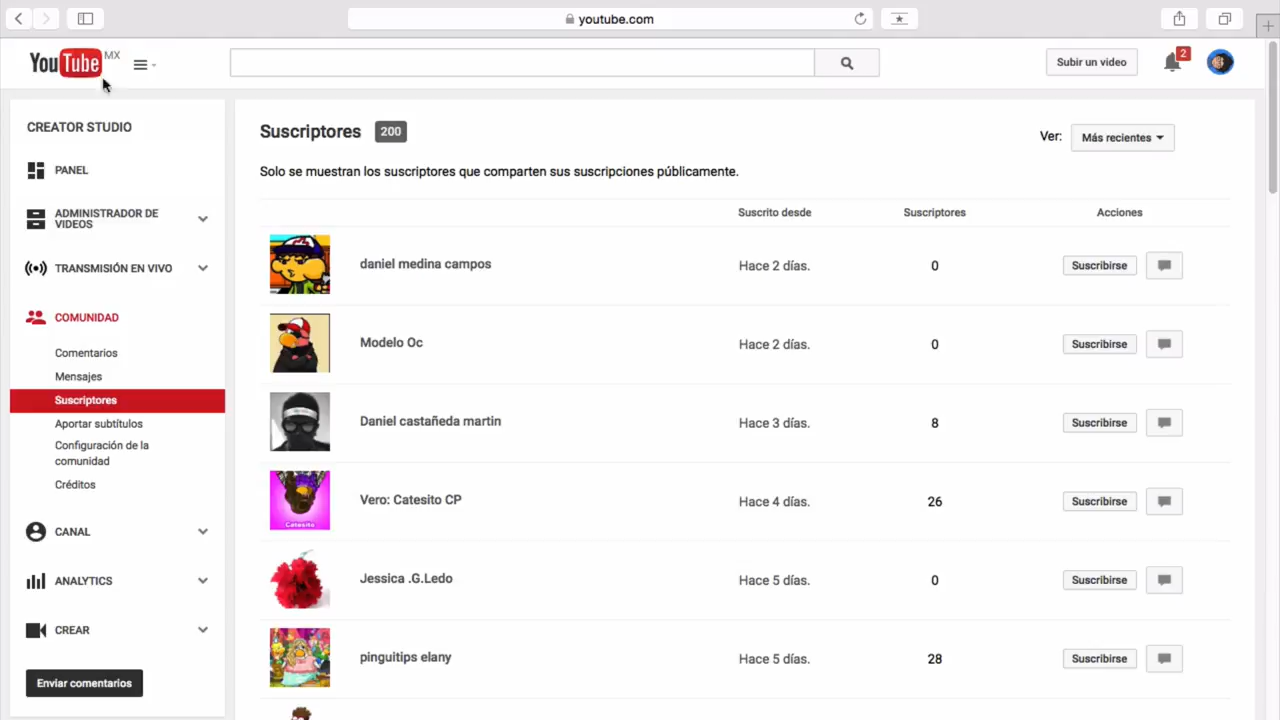 youtube.com
YouTube MX
Subir un video
2
CREATOR STUDIO
PANEL
ADMINISTRADOR DE
VIDEOS
TRANSMISIÓN EN VIVO
COMUNIDAD
Comentarios
Mensajes
Suscriptores
Aportar subtítulos
Configuración de la
comunidad
Créditos
CANAL
ANALYTICS
CREAR
Enviar comentarios
Suscriptores 200
Ver: Más recientes
Solo se muestran los suscriptores que comparten sus suscripciones públicamente.
Suscrito desde Suscriptores Acciones
daniel medina campos Hace 2 días. 0 Suscribirse
Modelo Oc Hace 2 días. 0 Suscribirse
Daniel castañeda martin Hace 3 días. 8 Suscribirse
Catesito
Vero: Catesito CP Hace 4 días. 26 Suscribirse
Jessica .G.Ledo Hace 5 días. 0 Suscribirse
pinguitips elany Hace 5 días. 28 Suscribirse